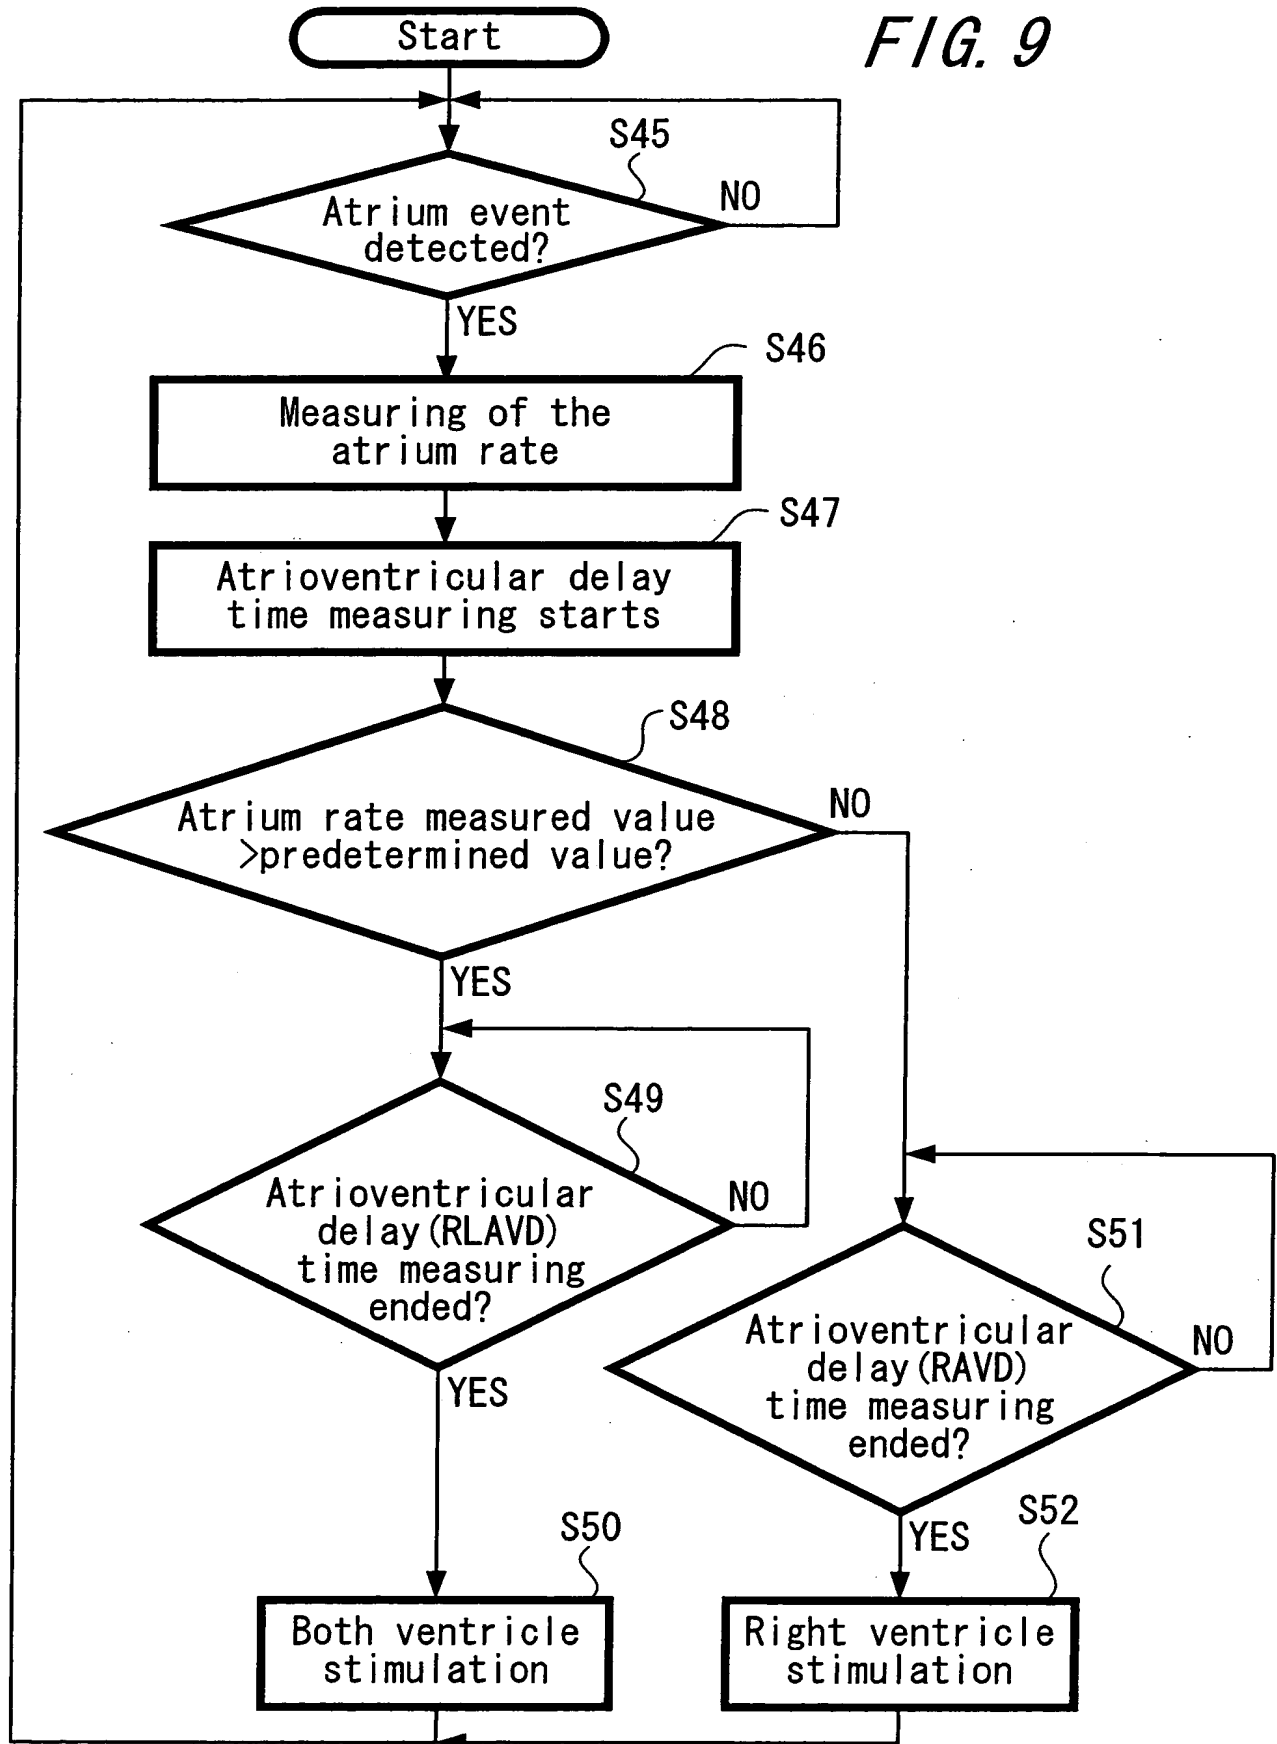 FIG. 9
Start
S45
Atrium event
detected?
NO
YES
S46
Measuring of the
atrium rate
S47
Atrioventricular delay
time measuring starts
S48
Atrium rate measured value
>predetermined value?
NO
YES
S49
Atrioventricular
delay(RLAVD)
time measuring
ended?
NO
YES
S51
Atrioventricular
delay(RAVD)
time measuring
ended?
NO
YES
S50
Both ventricle
stimulation
S52
Right ventricle
stimulation